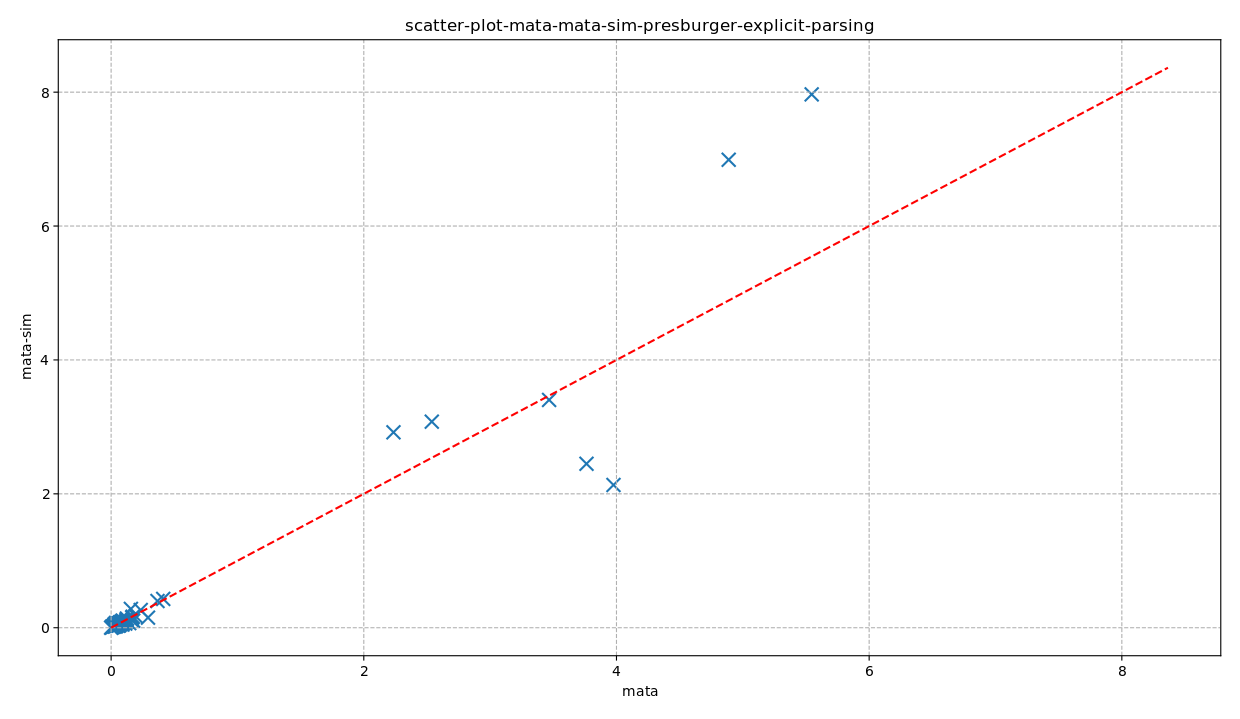 scatter-plot-mata-mata-sim-presburger-explicit-parsing
8
6
4
2
0
mata-sim
0 2 4 6 8
mata